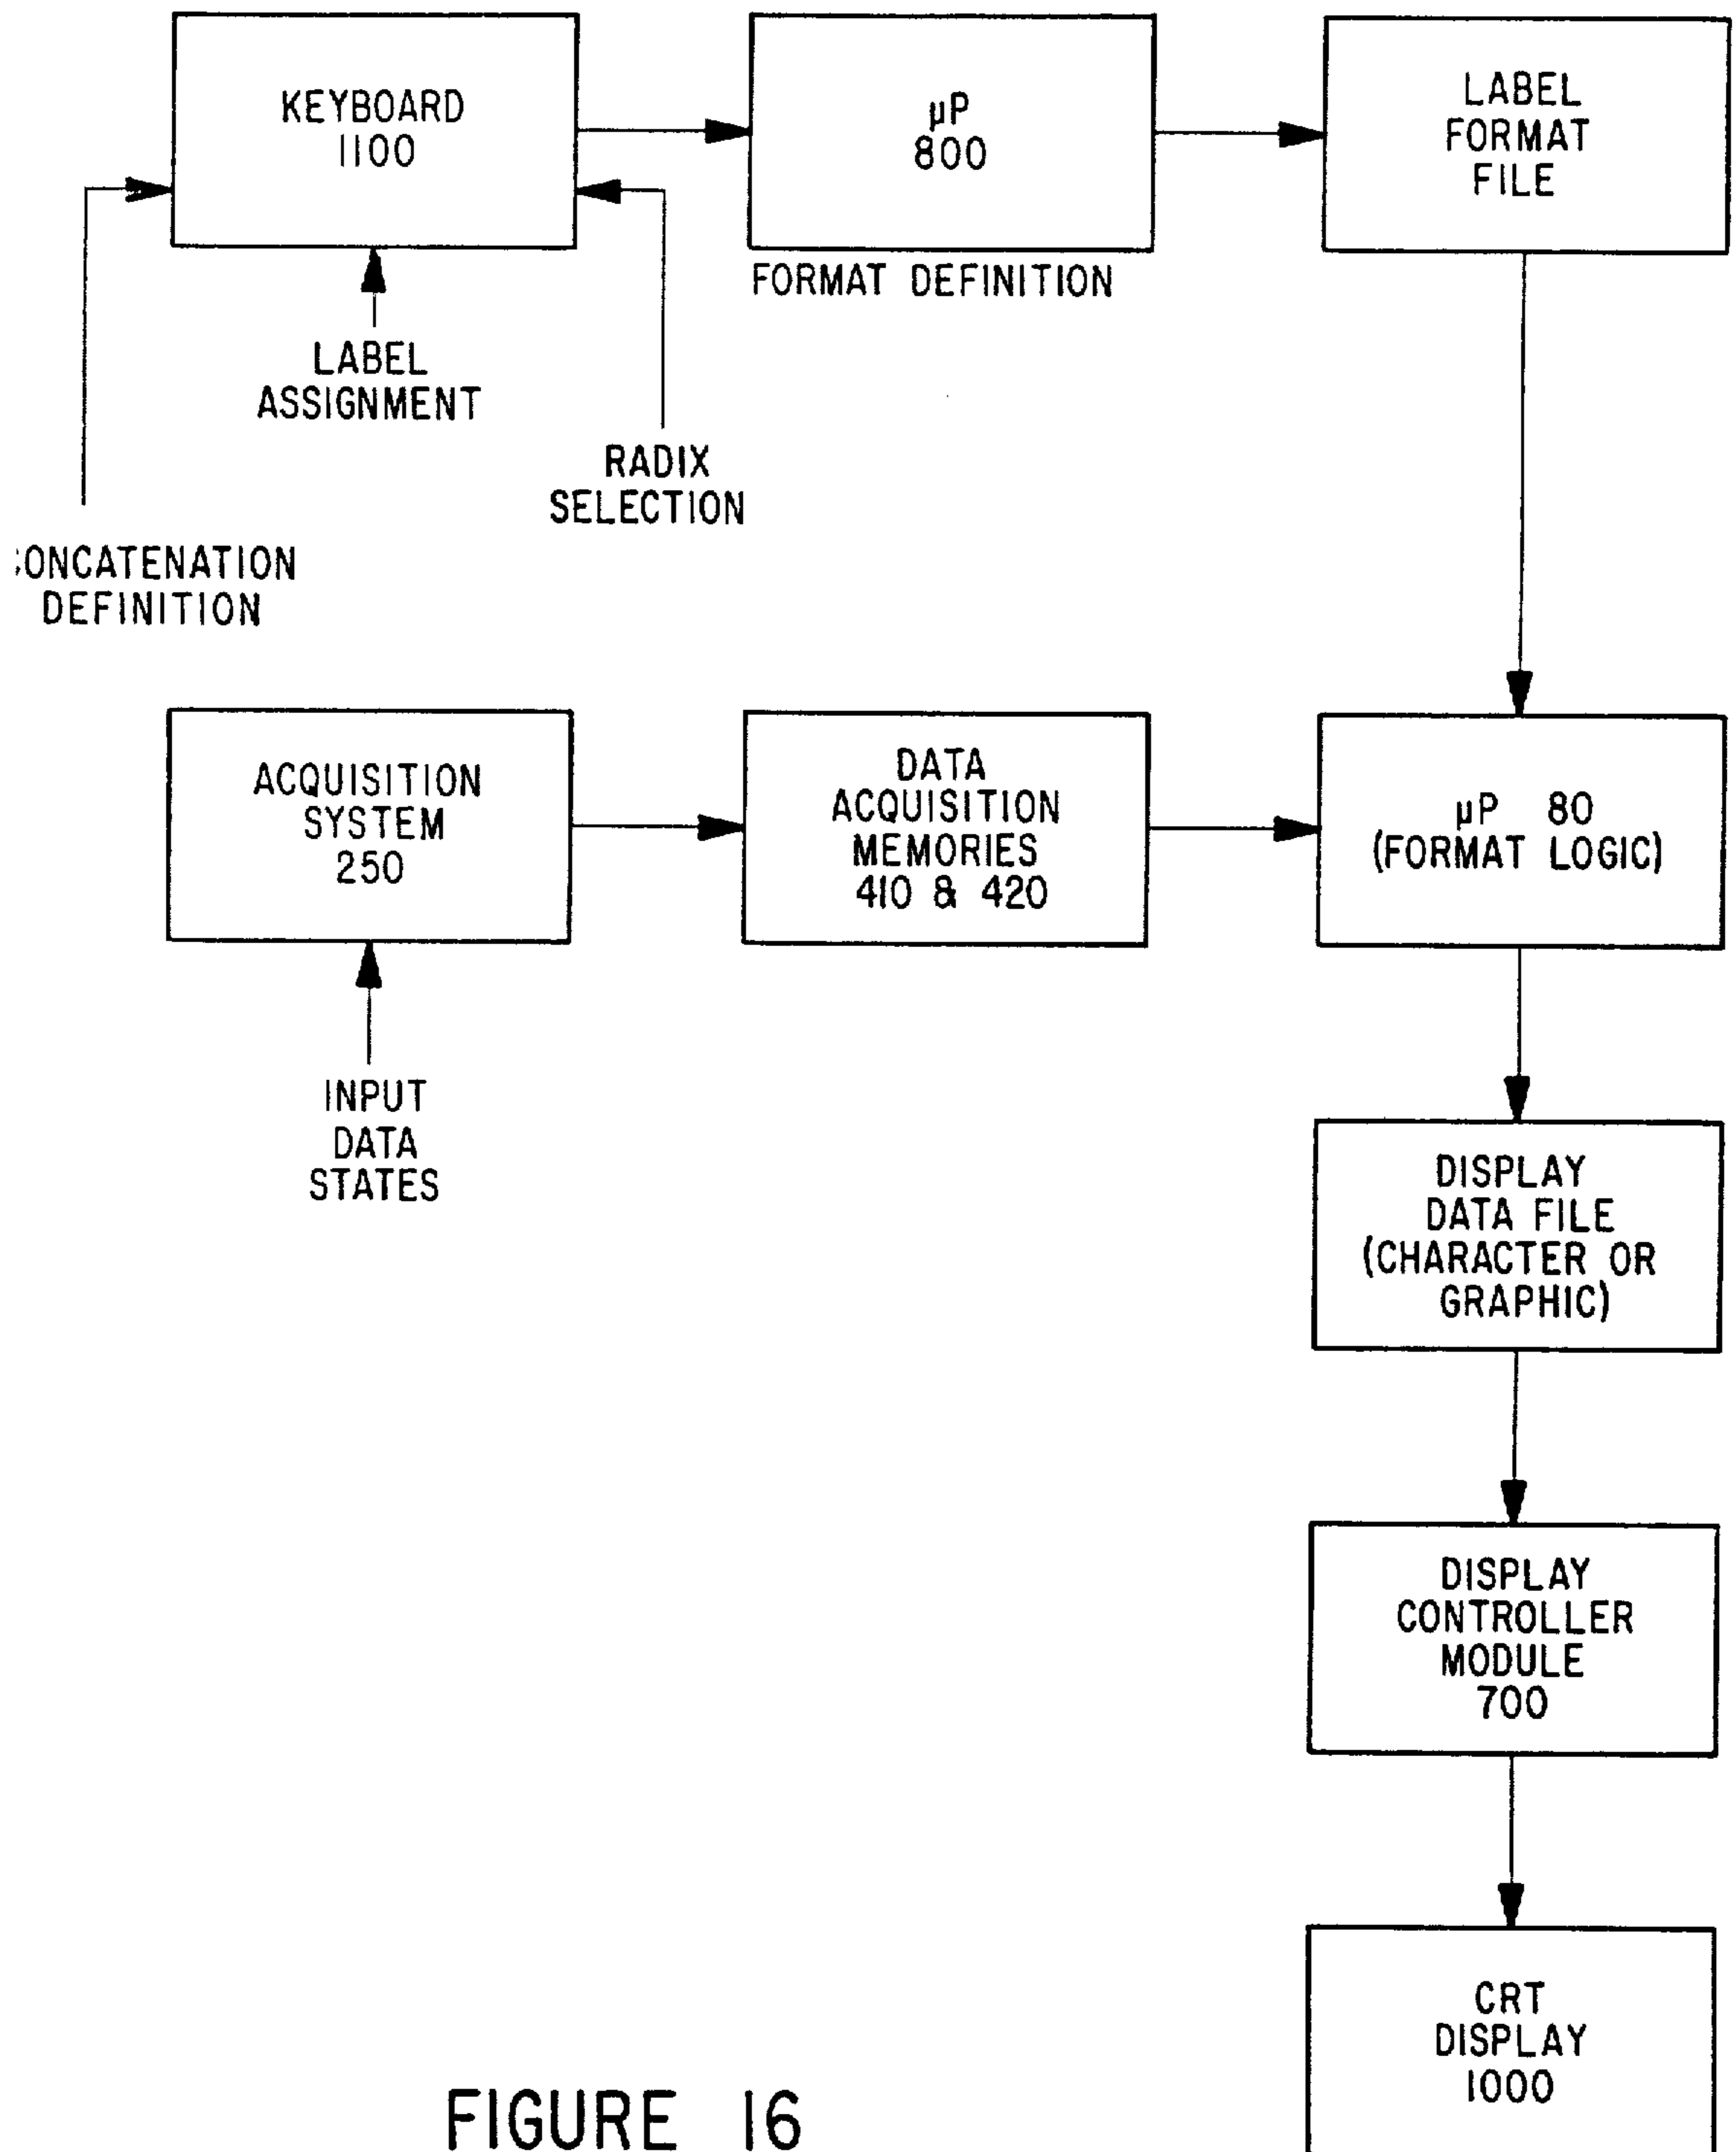 KEYBOARD
1100
µP
800
LABEL
FORMAT
FILE
FORMAT DEFINITION
LABEL
ASSIGNMENT
RADIX
SELECTION
ONCATENATION
DEFINITION
ACQUISITION
SYSTEM
250
DATA
ACQUISITION
MEMORIES
410 & 420
µP 80
(FORMAT LOGIC)
INPUT
DATA
STATES
DISPLAY
DATA FILE
(CHARACTER OR
GRAPHIC)
DISPLAY
CONTROLLER
MODULE
700
CRT
DISPLAY
1000
FIGURE 16